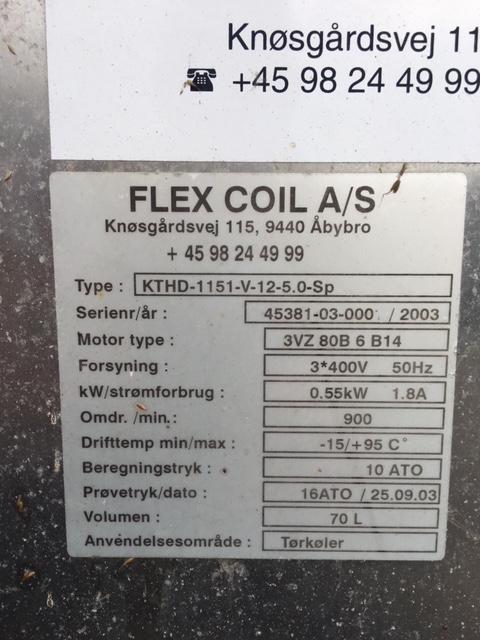 Knøsgårdsvej 11
☎ +45 98 24 49 99
FLEX COIL A/S
Knøsgårdsvej 115, 9440 Åbybro
+ 45 98 24 49 99
Type : KTHD-1151-V-12-5.0-Sp
Serienr/år : 45381-03-000 / 2003
Motor type : 3VZ 80B 6 B14
Forsyning : 3*400V 50Hz
kW/strømforbrug : 0.55kW 1.8A
Omdr. /min.: 900
Drifttemp min/max : -15/+95 C°
Beregningstryk : 10 ATO
Prøvetryk/dato : 16ATO / 25.09.03
Volumen : 70 L
Anvendelsesområde : Tørkøler